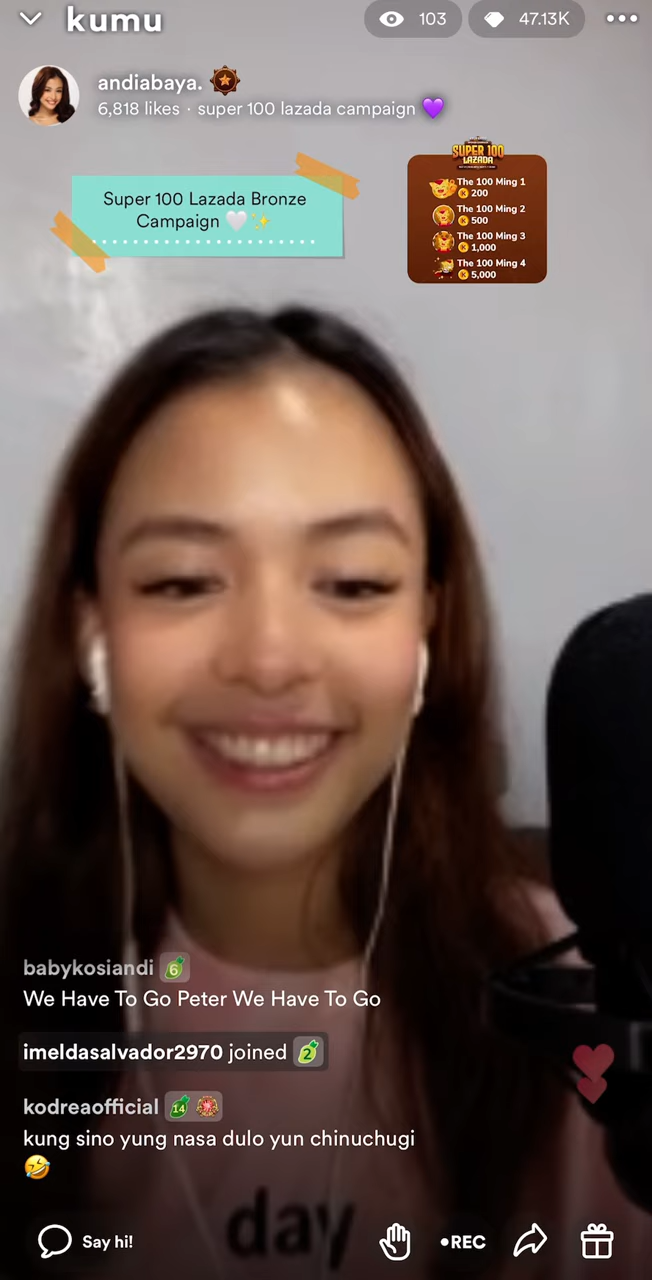 kumu
103
47.13K
andiabaya.
6,818 likes · super 100 lazada campaign 💜
Super 100 Lazada Bronze
Campaign 🤍✨
SUPER 100
LAZADA
The 100 Ming 1
200
The 100 Ming 2
500
The 100 Ming 3
1,000
The 100 Ming 4
5,000
babykosiandi 6
We Have To Go Peter We Have To Go
imeldasalvador2970 joined 2
kodreaofficial 14
kung sino yung nasa dulo yun chinuchugi
🤣
day
Say hi!
•REC